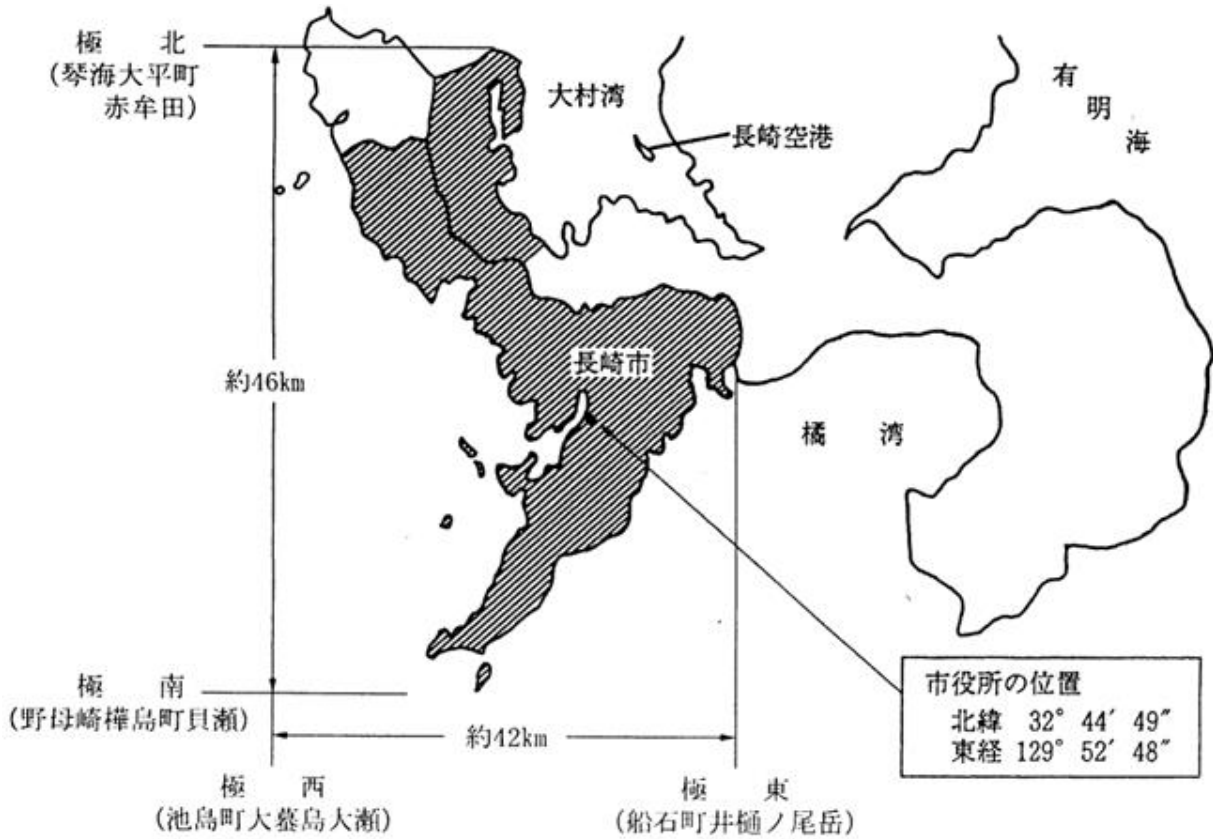 極　北
(琴海大平町
赤牟田)
大村湾
長崎空港
有明海
約46km
長崎市
橘　湾
極　南
(野母崎樺島町貝瀬)
約42km
市役所の位置
北緯　32° 44′ 49″
東経 129° 52′ 48″
極　西
(池島町大蟇島大瀬)
極　東
(船石町井樋ノ尾岳)